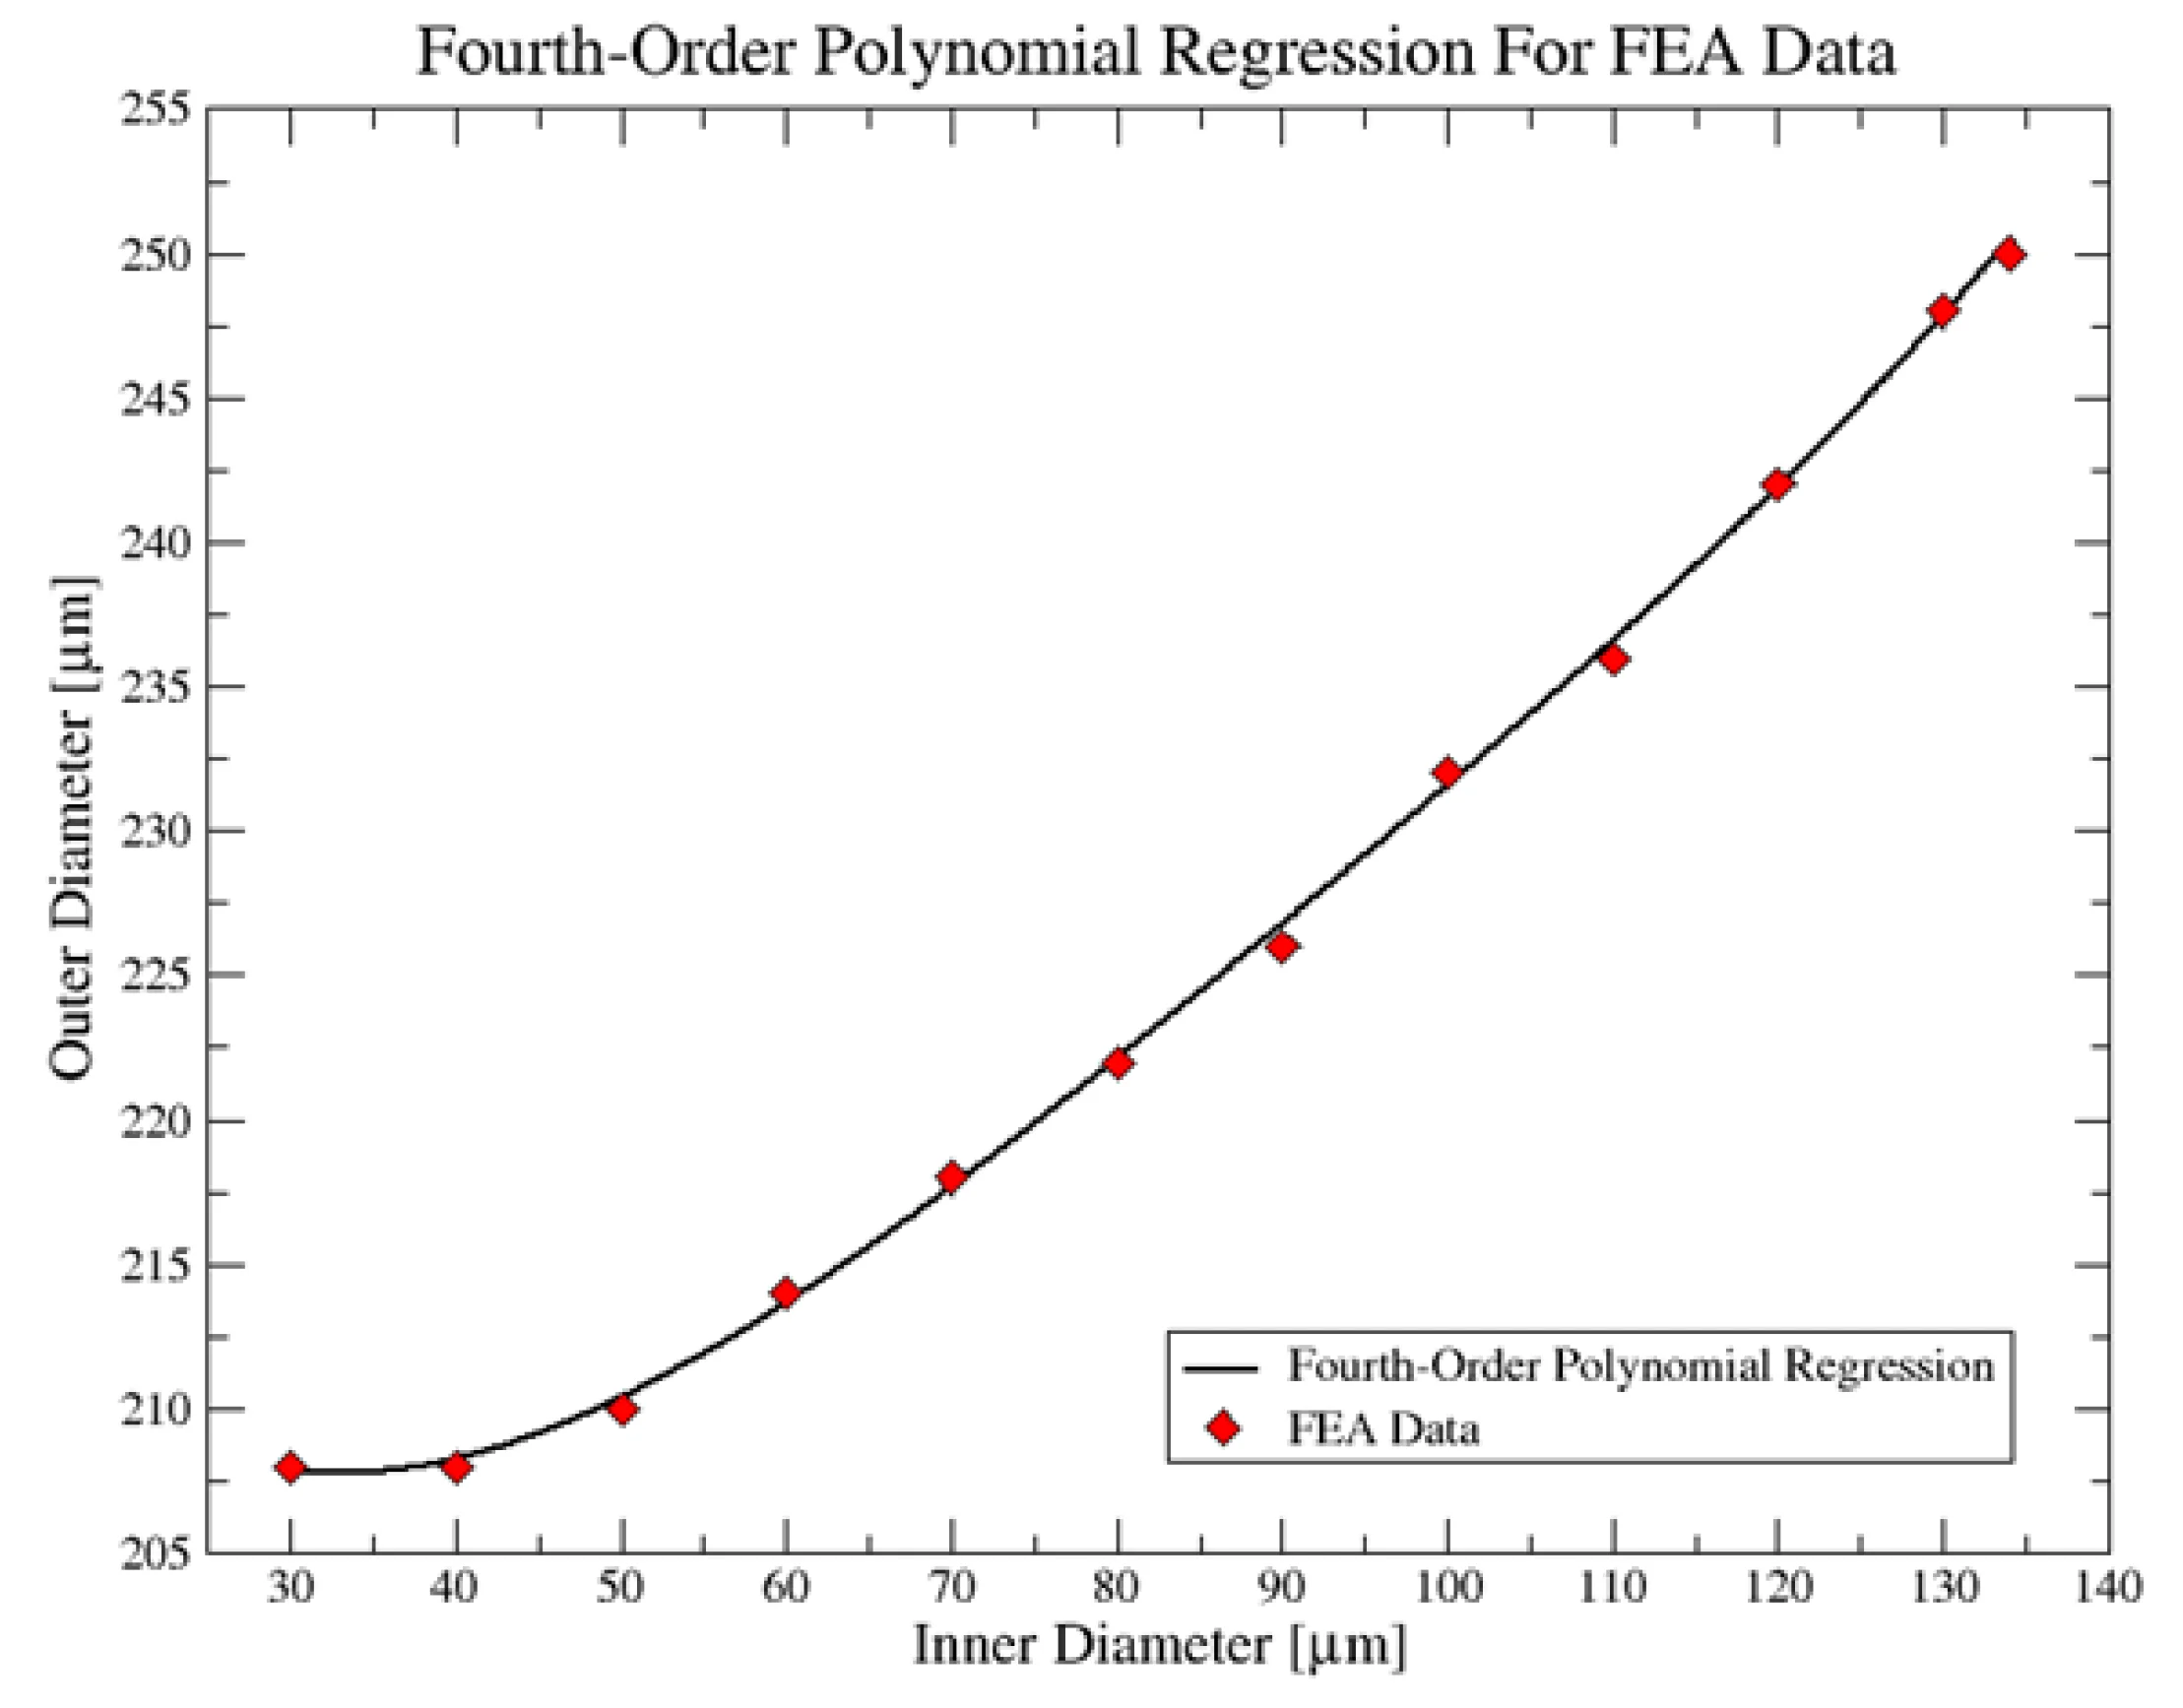 Fourth-Order Polynomial Regression For FEA Data
255
250
245
240
235
230
225
220
215
210
205
Outer Diameter [µm]
Fourth-Order Polynomial Regression
FEA Data
30 40 50 60 70 80 90 100 110 120 130 140
Inner Diameter [µm]